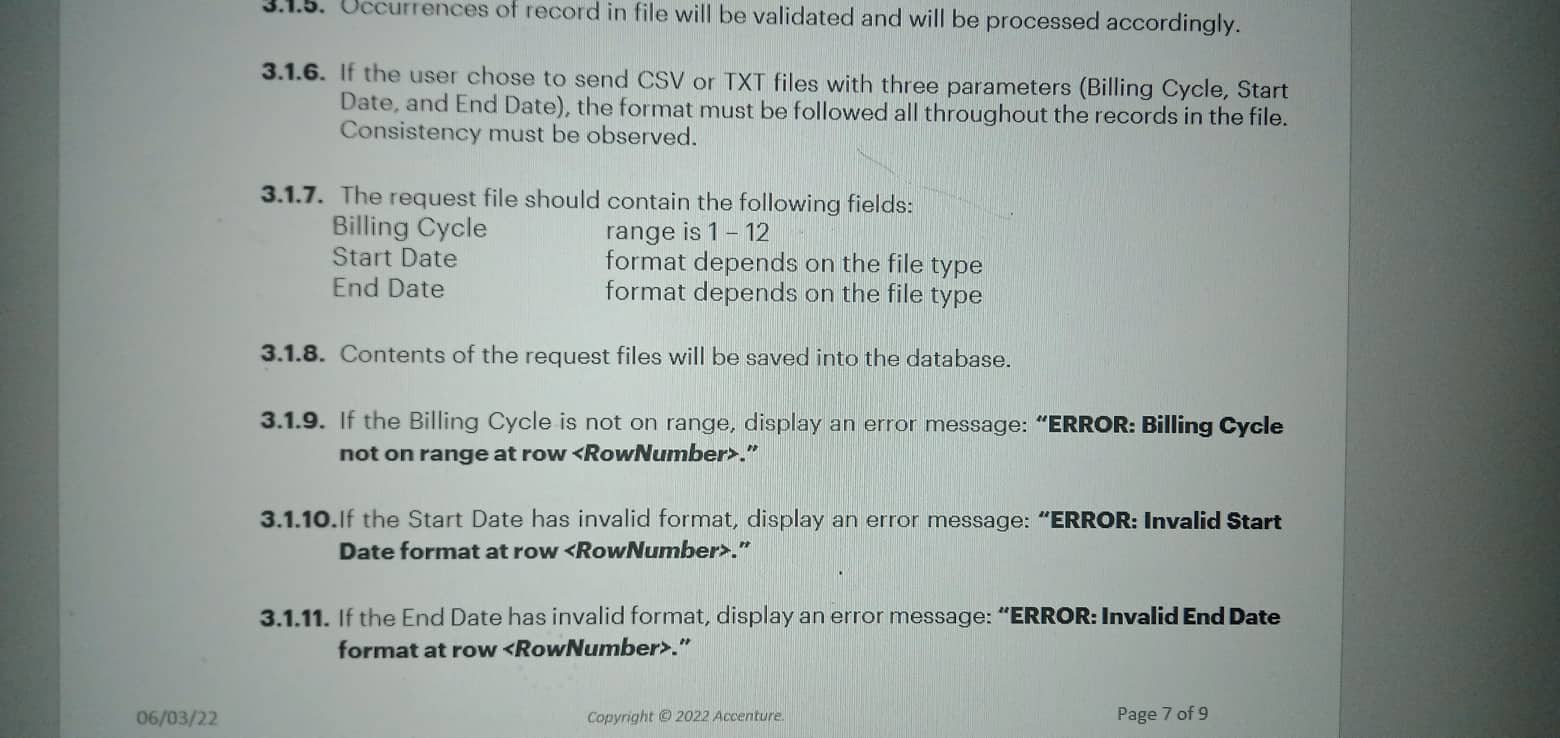 3.1.5. Occurrences of record in file will be validated and will be processed accordingly.
3.1.6. If the user chose to send CSV or TXT files with three parameters (Billing Cycle, Start
Date, and End Date), the format must be followed all throughout the records in the file.
Consistency must be observed.
3.1.7. The request file should contain the following fields:
Billing Cycle range is 1 – 12
Start Date format depends on the file type
End Date format depends on the file type
3.1.8. Contents of the request files will be saved into the database.
3.1.9. If the Billing Cycle is not on range, display an error message: “ERROR: Billing Cycle
not on range at row <RowNumber>.”
3.1.10. If the Start Date has invalid format, display an error message: “ERROR: Invalid Start
Date format at row <RowNumber>.”
3.1.11. If the End Date has invalid format, display an error message: “ERROR: Invalid End Date
format at row <RowNumber>.”
06/03/22 Copyright © 2022 Accenture. Page 7 of 9